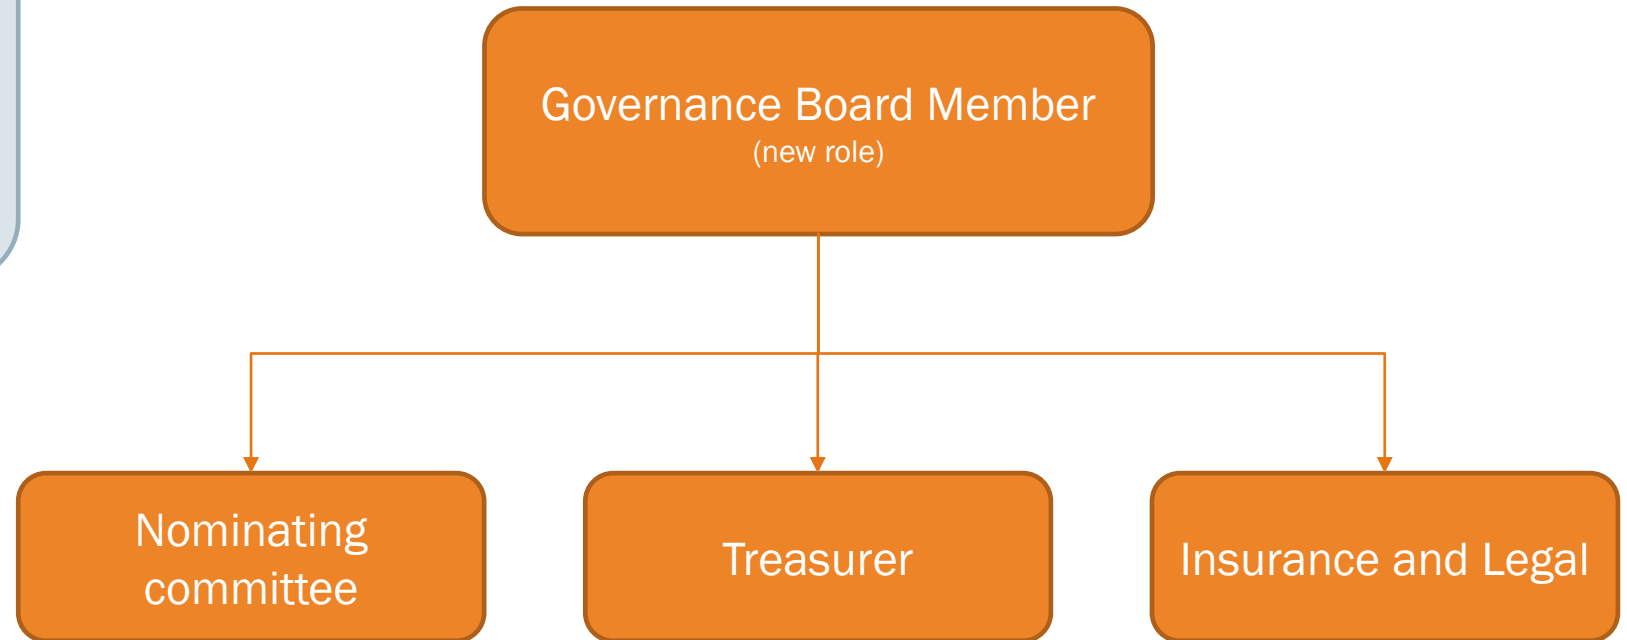 Governance Board Member
(new role)
Nominating
committee
Treasurer
Insurance and Legal